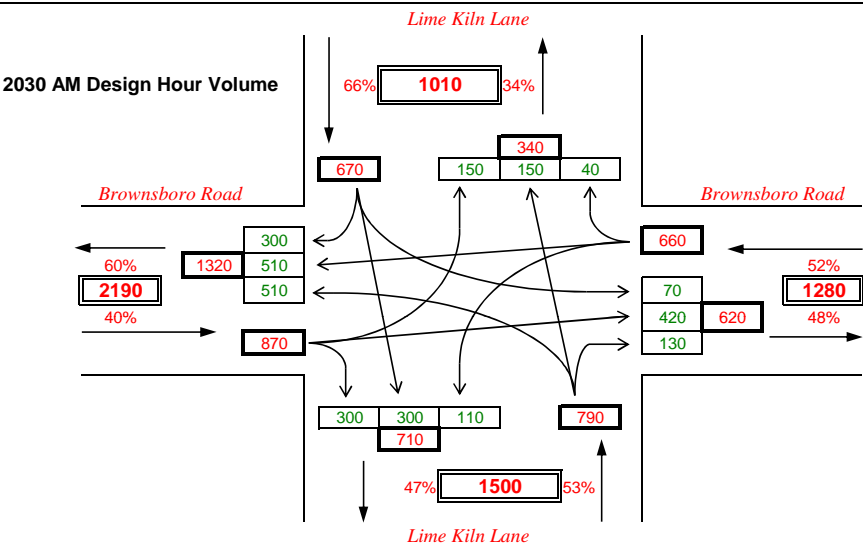 Lime Kiln Lane
2030 AM Design Hour Volume
66% 1010 34%
340
670 150 150 40
Brownsboro Road Brownsboro Road
300 660
60% 1320 510 52%
2190 510 70 1280
40% 420 620 48%
870 130
300 300 110 790
710
47% 1500 53%
Lime Kiln Lane